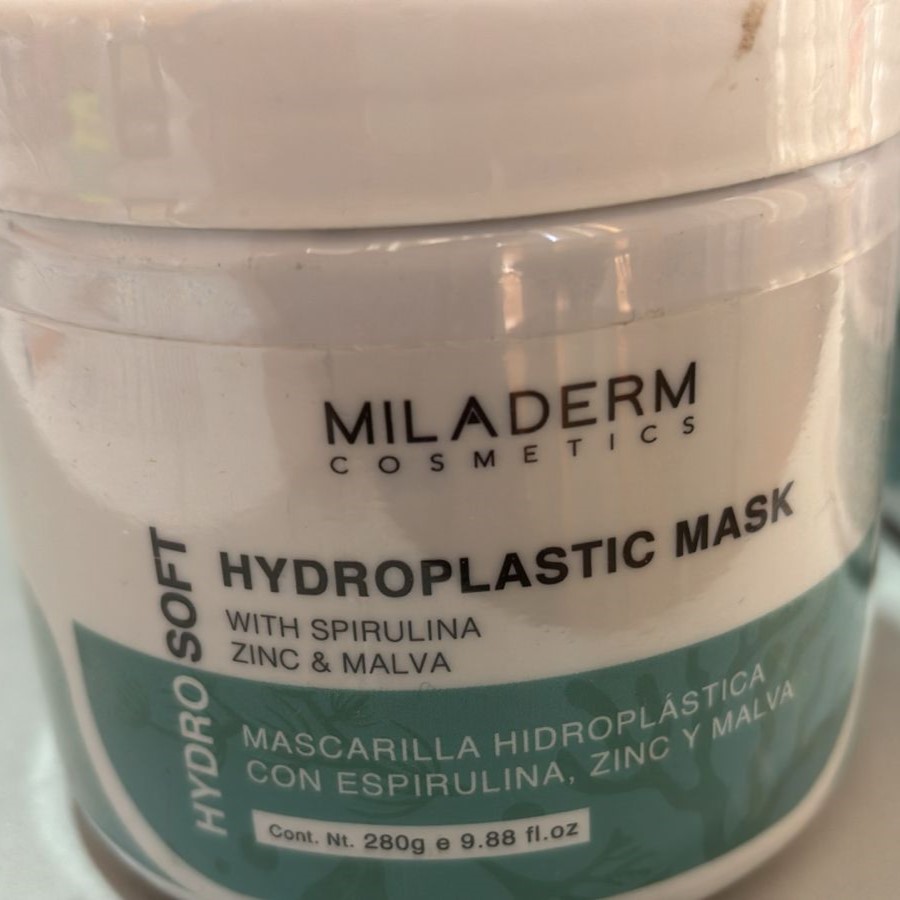 MILADERM
COSMETICS
HYDRO SOFT
HYDROPLASTIC MASK
WITH SPIRULINA
ZINC & MALVA
MASCARILLA HIDROPLÁSTICA
CON ESPIRULINA, ZINC Y MALVA
Cont. Nt. 280g e 9.88 fl.oz